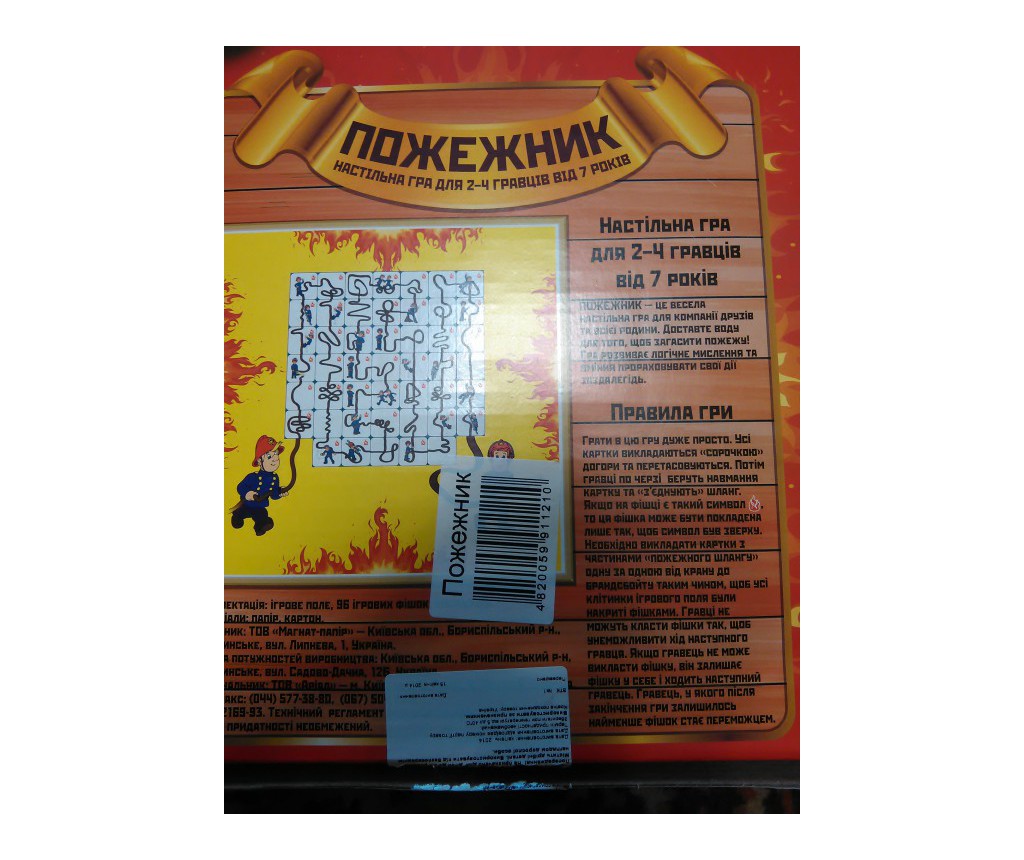 ПОЖЕЖНИК
НАСТІЛЬНА ГРА ДЛЯ 2-4 ГРАВЦІВ ВІД 7 РОКІВ
НАСТІЛЬНА ГРА
ДЛЯ 2-4 ГРАВЦІВ
ВІД 7 РОКІВ
ПОЖЕЖНИК — ЦЕ ВЕСЕЛА
НАСТІЛЬНА ГРА ДЛЯ КОМПАНІЇ ДРУЗІВ
ТА ВСІЄЇ РОДИНИ. ДОСТАВТЕ ВОДУ
ДЛЯ ТОГО, ЩОБ ЗАГАСИТИ ПОЖЕЖУ!
ГРА РОЗВИВАЄ ЛОГІЧНЕ МИСЛЕННЯ ТА
ВМІННЯ ПРОРАХОВУВАТИ СВОЇ ДІЇ
ЗАЗДАЛЕГІДЬ.
ПРАВИЛА ГРИ
ГРАТИ В ЦЮ ГРУ ДУЖЕ ПРОСТО. УСІ
КАРТКИ ВИКЛАДАЮТЬСЯ «СОРОЧКОЮ»
ДОГОРИ ТА ПЕРЕТАСОВУЮТЬСЯ. ПОТІМ
ГРАВЦІ ПО ЧЕРЗІ БЕРУТЬ НАВМАННЯ
КАРТКУ ТА «З'ЄДНУЮТЬ» ШЛАНГ.
ЯКЩО НА ФІШЦІ Є ТАКИЙ СИМВОЛ ,
ТО ЦЯ ФІШКА МОЖЕ БУТИ ПОКЛАДЕНА
ЛИШЕ ТАК, ЩОБ СИМВОЛ БУВ ЗВЕРХУ.
НЕОБХІДНО ВИКЛАДАТИ КАРТКИ З
ЧАСТИНАМИ «ПОЖЕЖНОГО ШЛАНГУ»
ОДНУ ЗА ОДНОЮ ВІД КРАНУ ДО
БРАНДСБОЙТУ ТАКИМ ЧИНОМ, ЩОБ УСІ
КЛІТИНКИ ІГРОВОГО ПОЛЯ БУЛИ
НАКРИТІ ФІШКАМИ. ГРАВЦІ НЕ
МОЖУТЬ КЛАСТИ ФІШКИ ТАК, ЩОБ
УНЕМОЖЛИВИТИ ХІД НАСТУПНОГО
ГРАВЦЯ. ЯКЩО ГРАВЕЦЬ НЕ МОЖЕ
ВИКЛАСТИ ФІШКУ, ВІН ЗАЛИШАЄ
ФІШКУ У СЕБЕ І ХОДИТЬ НАСТУПНИЙ
ГРАВЕЦЬ. ГРАВЕЦЬ, У ЯКОГО ПІСЛЯ
ЗАКІНЧЕННЯ ГРИ ЗАЛИШИЛОСЬ
НАЙМЕНШЕ ФІШОК СТАЄ ПЕРЕМОЖЦЕМ.
Пожежник
4820059911210
ЛЕКТАЦІЯ: ІГРОВЕ ПОЛЕ, 96 ІГРОВИХ ФІШОК
ІАЛИ: ПАПІР, КАРТОН.
НИК: ТОВ «МАГНАТ-ПАПІР» — КИЇВСЬКА ОБЛ., БОРИСПІЛЬСЬКИЙ Р-Н.,
ИНСЬКЕ, ВУЛ. ЛИПНЕВА, 1, УКРАЇНА.
А ПОТУЖНОСТЕЙ ВИРОБНИЦТВА: КИЇВСЬКА ОБЛ., БОРИСПІЛЬСЬКИЙ Р-Н,
ИНСЬКЕ, ВУЛ. САДОВО-ДАЧНА, 126,
АКС: (044) 577-38-80, (067)
2169-93. ТЕХНІЧНИЙ РЕГЛАМЕНТ
ПРИДАТНОСТІ НЕОБМЕЖЕНИЙ.